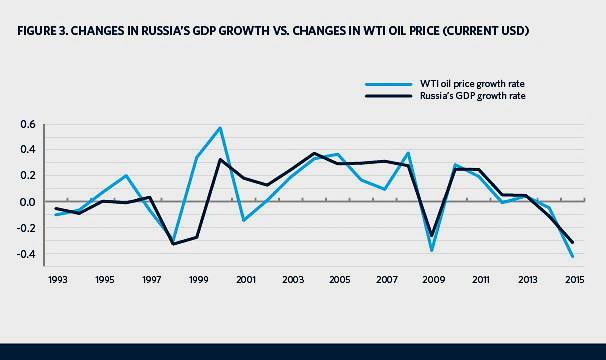 FIGURE 3. CHANGES IN RUSSIA'S GDP GROWTH VS. CHANGES IN WTI OIL PRICE (CURRENT USD)
WTI oil price growth rate
Russia's GDP growth rate
0.6
0.4
0.2
0.0
-0.2
-0.4
1993 1995 1997 1999 2001 2003 2005 2007 2009 2011 2013 2015